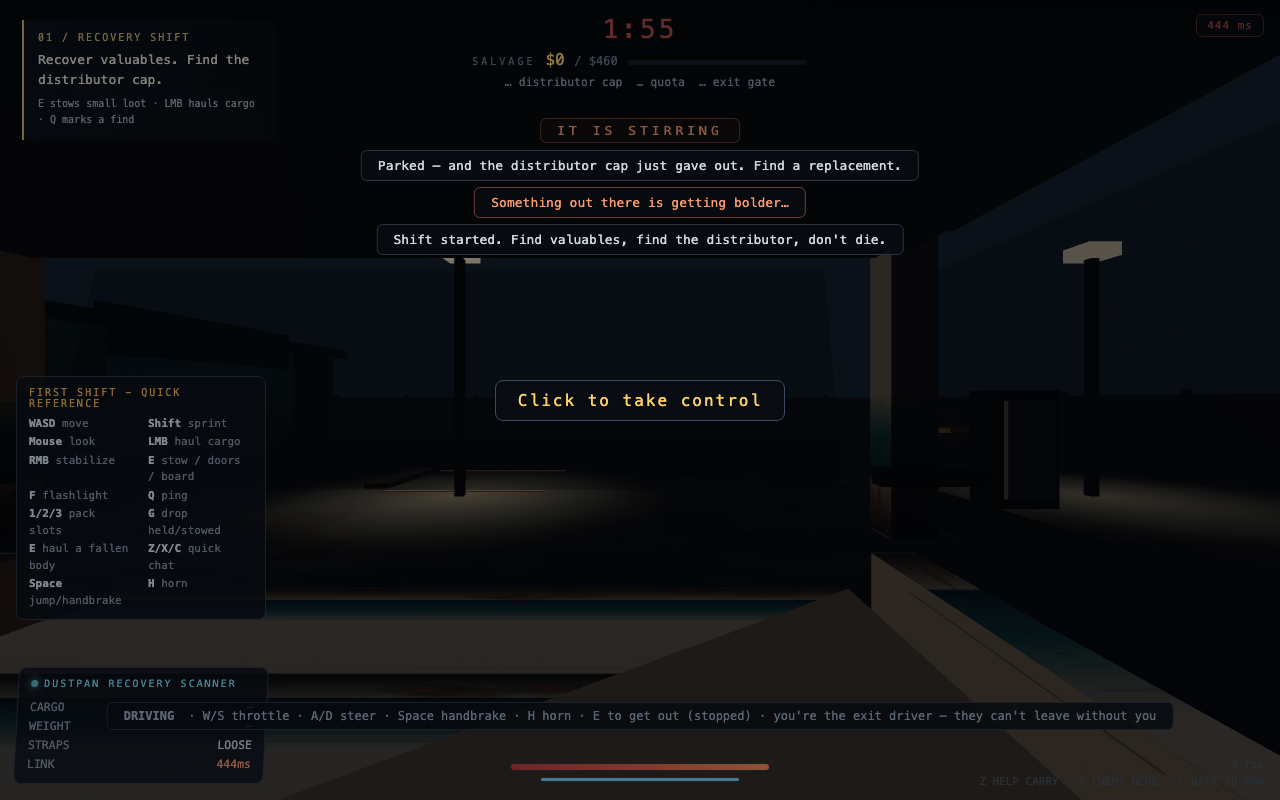 01 / RECOVERY SHIFT
Recover valuables. Find the
distributor cap.
E stows small loot · LMB hauls cargo
· Q marks a find
1:55
SALVAGE $0 / $460
… distributor cap … quota … exit gate
444 ms
IT IS STIRRING
Parked — and the distributor cap just gave out. Find a replacement.
Something out there is getting bolder…
Shift started. Find valuables, find the distributor, don't die.
Click to take control
FIRST SHIFT — QUICK
REFERENCE
WASD move
Shift sprint
Mouse look
LMB haul cargo
RMB stabilize
E stow / doors
/ board
F flashlight
Q ping
1/2/3 pack
slots
G drop
held/stowed
E haul a fallen
body
Z/X/C quick
chat
Space
jump/handbrake
H horn
DUSTPAN RECOVERY SCANNER
CARGO
WEIGHT
STRAPS LOOSE
LINK 444ms
DRIVING · W/S throttle · A/D steer · Space handbrake · H horn · E to get out (stopped) · you're the exit driver — they can't leave without you
Z HELP CARRY X ENEMY HERE C BACK TO VAN